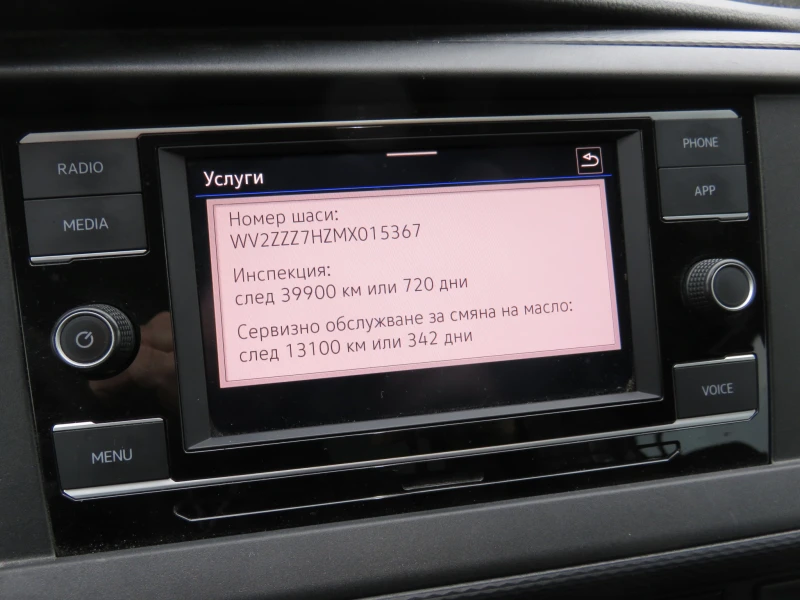 RADIO
MEDIA
MENU
Услуги
Номер шаси:
WV2ZZZ7HZMX015367
Инспекция:
след 39900 км или 720 дни
Сервизно обслужване за смяна на масло:
след 13100 км или 342 дни
PHONE
APP
VOICE